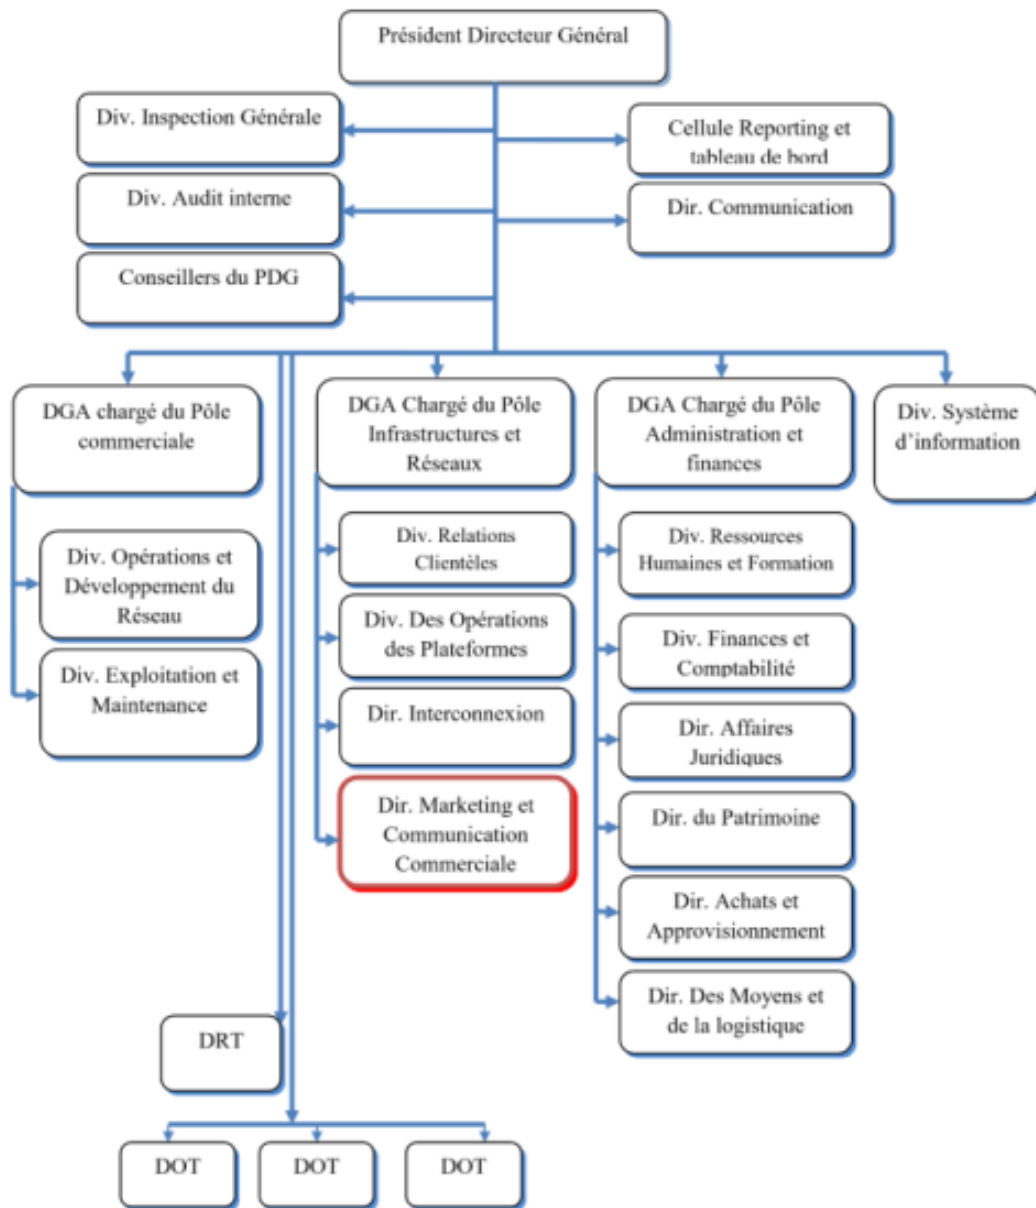 Président Directeur Général
Div. Inspection Générale
Cellule Reporting et
tableau de bord
Div. Audit interne
Dir. Communication
Conseillers du PDG
DGA chargé du Pôle
commerciale
DGA Chargé du Pôle
Infrastructures et
Réseaux
DGA Chargé du Pôle
Administration et
finances
Div. Système
d'information
Div. Opérations et
Développement du
Réseau
Div. Exploitation et
Maintenance
Div. Relations
Clientèles
Div. Des Opérations
des Plateformes
Dir. Interconnexion
Dir. Marketing et
Communication
Commerciale
Div. Ressources
Humaines et Formation
Div. Finances et
Comptabilité
Dir. Affaires
Juridiques
Dir. du Patrimoine
Dir. Achats et
Approvisionnement
Dir. Des Moyens et
de la logistique
DRT
DOT
DOT
DOT